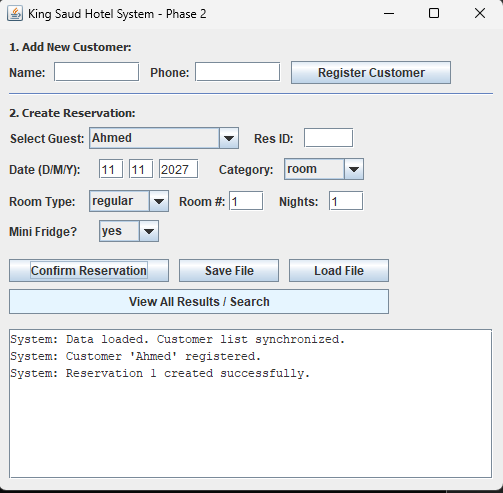 King Saud Hotel System - Phase 2
1. Add New Customer:
Name: Phone: Register Customer
2. Create Reservation:
Select Guest: Ahmed Res ID:
Date (D/M/Y): 11 11 2027 Category: room
Room Type: regular Room #: 1 Nights: 1
Mini Fridge? yes
Confirm Reservation Save File Load File
View All Results / Search
System: Data loaded. Customer list synchronized.
System: Customer 'Ahmed' registered.
System: Reservation 1 created successfully.